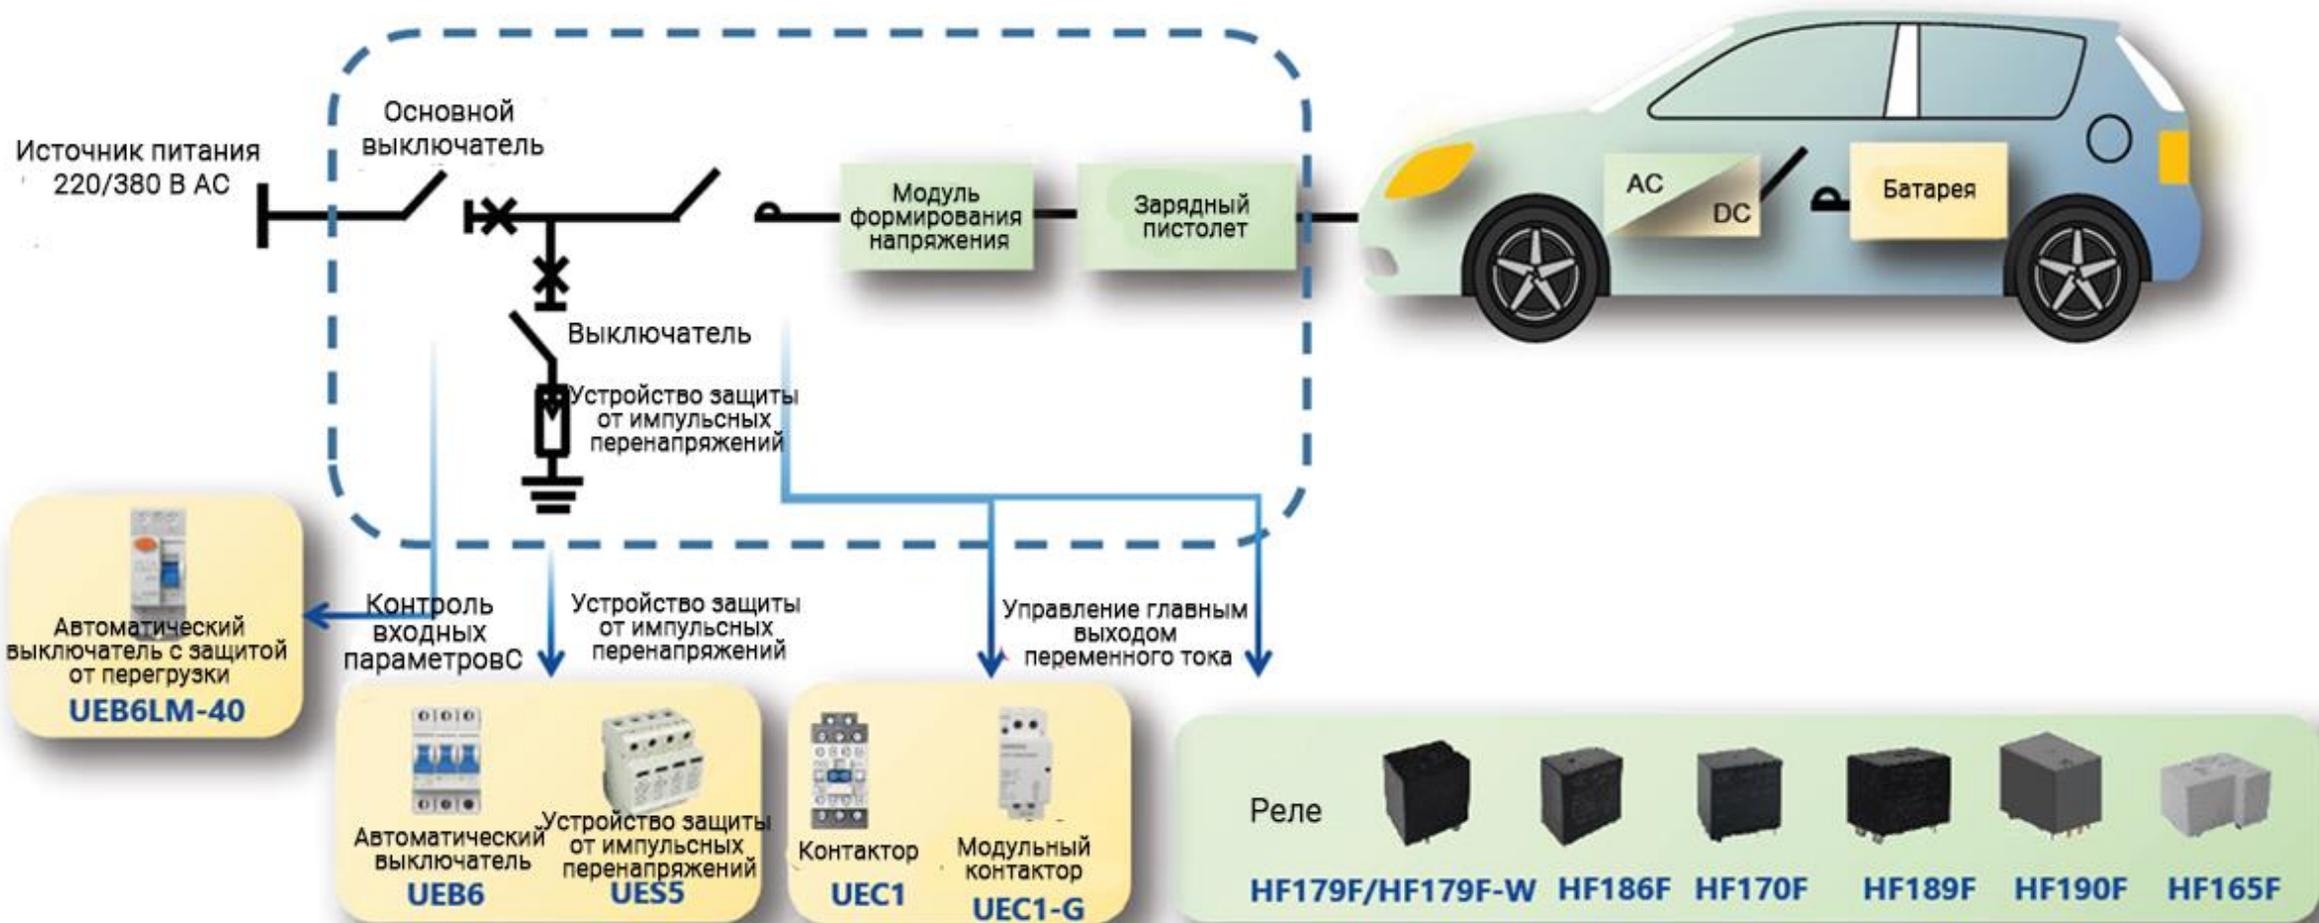 Источник питания
220/380 В AC
Основной
выключатель
Модуль
формирования
напряжения
Зарядный
пистолет
AC
DC
Батарея
Выключатель
Устройство защиты
от импульсных
перенапряжений
Автоматический
выключатель с защитой
от перегрузки
UEB6LM-40
Контроль
входных
параметровС
Устройство защиты
от импульсных
перенапряжений
Управление главным
выходом
переменного тока
Автоматический
выключатель
UEB6
Устройство защиты
от импульсных
перенапряжений
UES5
Контактор
UEC1
Модульный
контактор
UEC1-G
Реле
HF179F/HF179F-W
HF186F
HF170F
HF189F
HF190F
HF165F